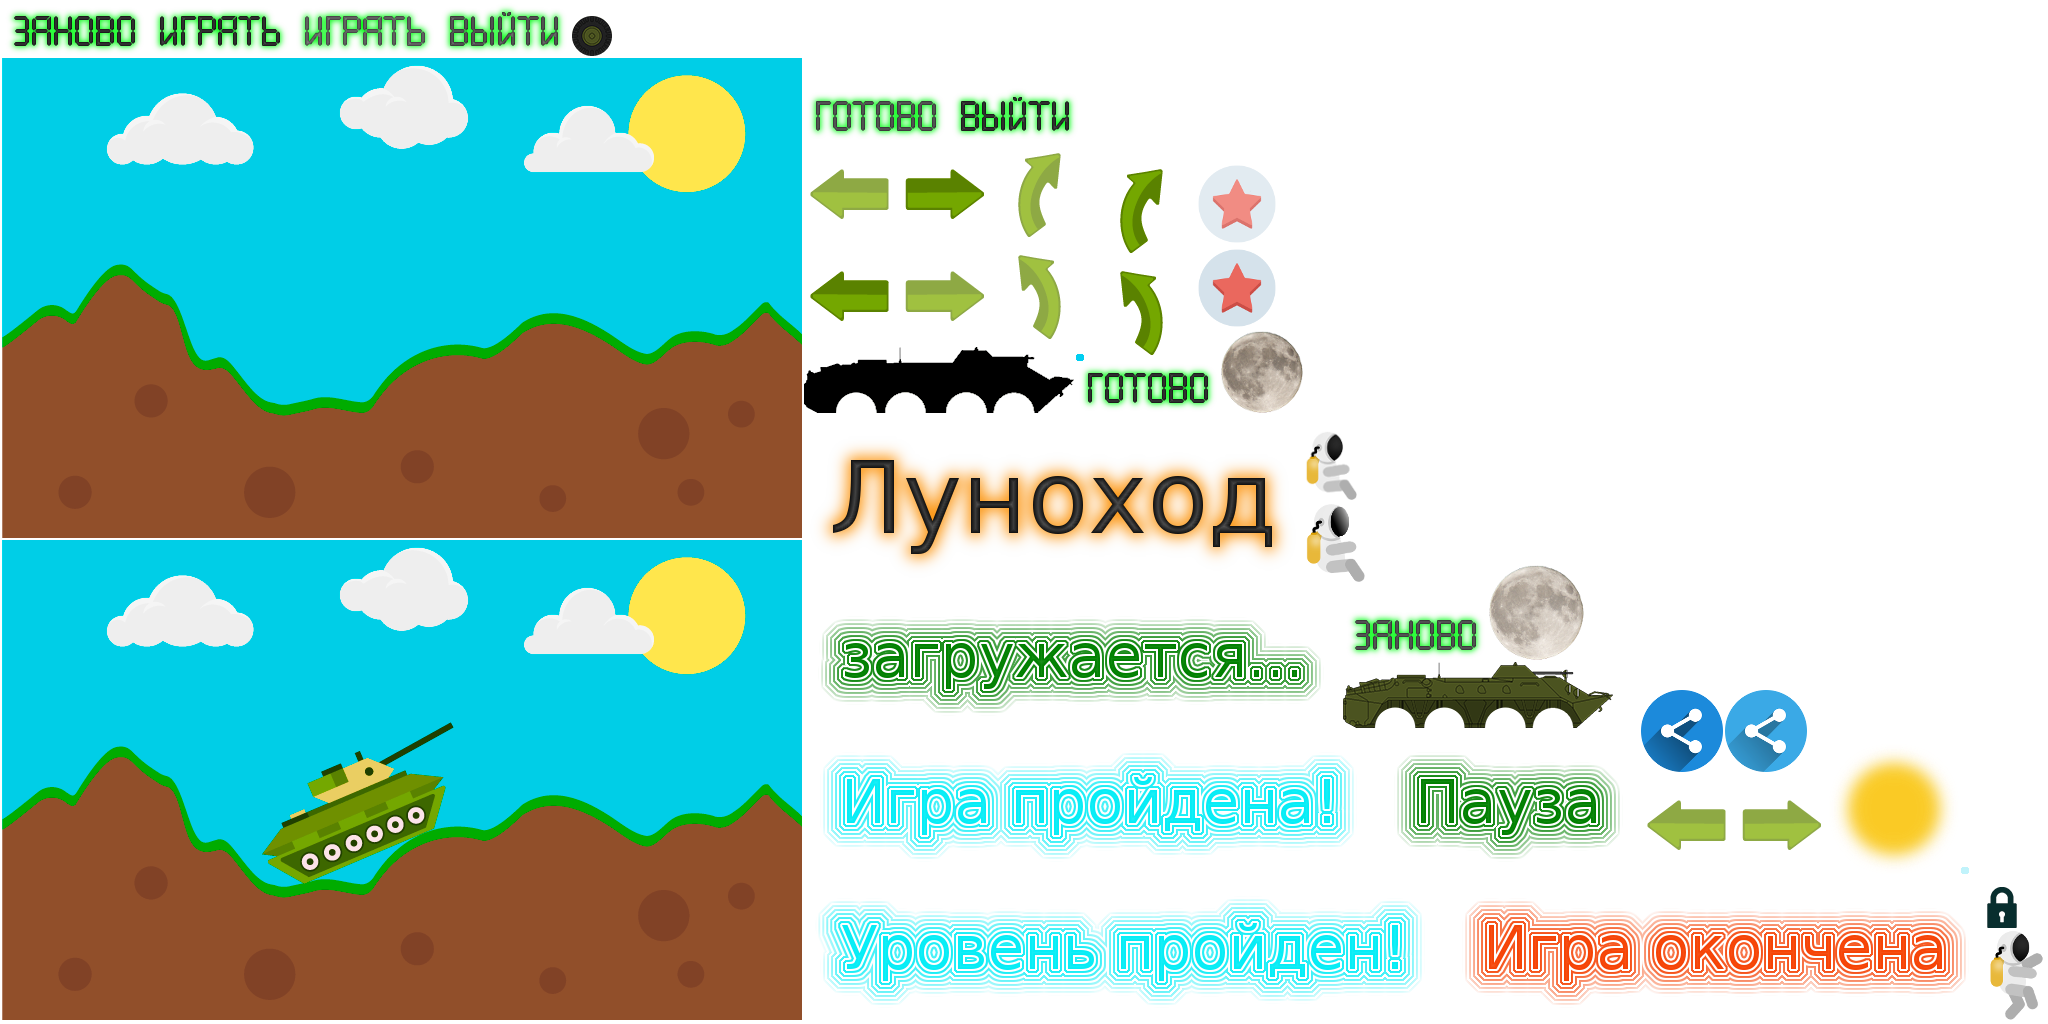 ЗАНОВО ИГРАТЬ ИГРАТЬ ВЫЙТИ
ГОТОВО ВЫЙТИ
ГОТОВО
Луноход
ЗАНОВО
загружается...
Игра пройдена!
Пауза
Уровень пройден!
Игра окончена